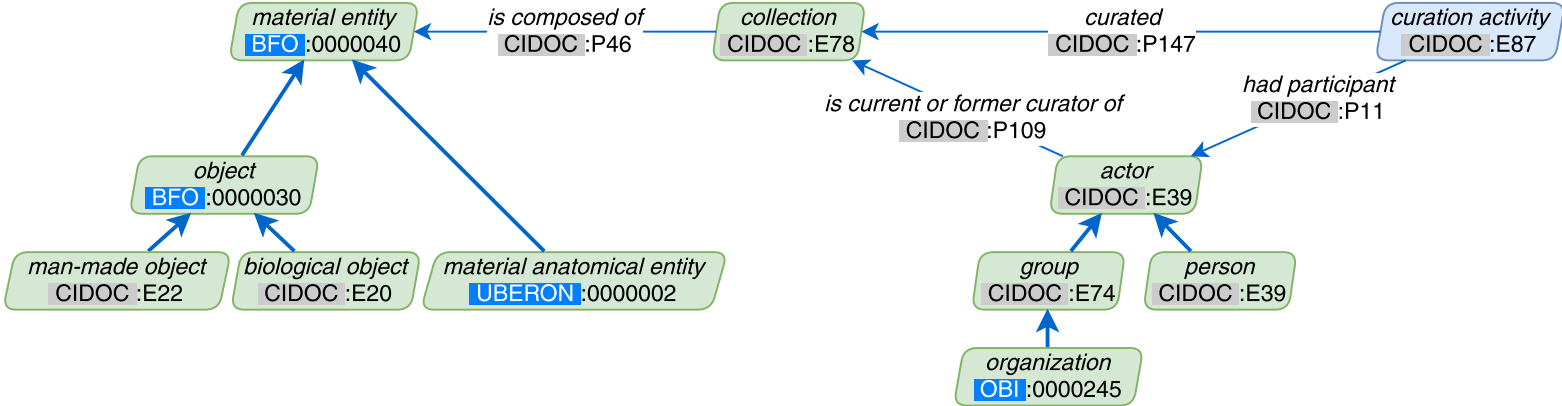 material entity
BFO:0000040
is composed of
CIDOC:P46
collection
CIDOC:E78
curated
CIDOC:P147
curation activity
CIDOC:E87
is current or former curator of
CIDOC:P109
had participant
CIDOC:P11
object
BFO:0000030
actor
CIDOC:E39
man-made object
CIDOC:E22
biological object
CIDOC:E20
material anatomical entity
UBERON:0000002
group
CIDOC:E74
person
CIDOC:E39
organization
OBI:0000245